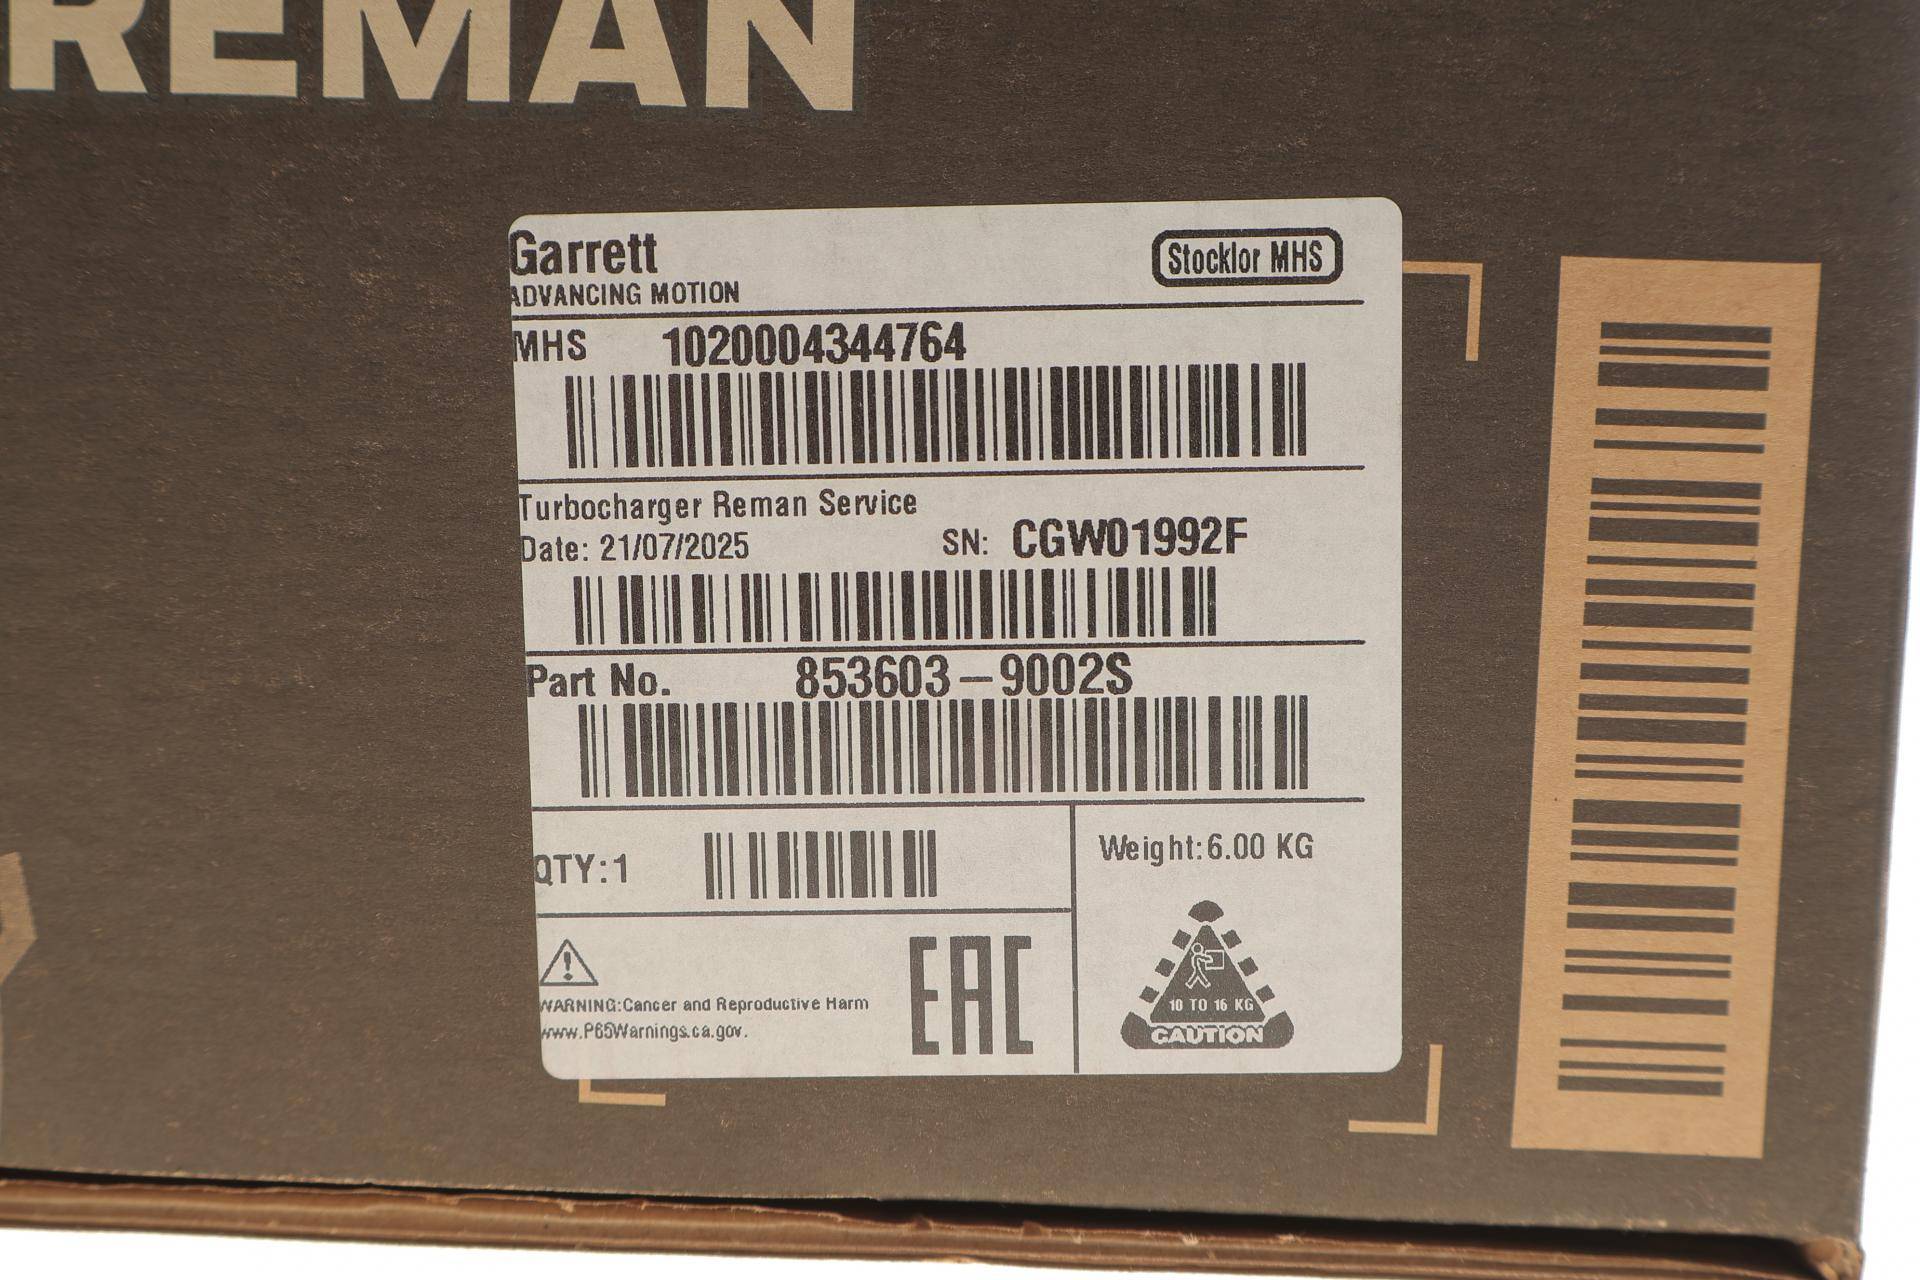 REMAN
Garrett
ADVANCING MOTION
Stocklor MHS
MHS 1020004344764
Turbocharger Reman Service
Date: 21/07/2025 SN: CGW01992F
Part No. 853603-9002S
QTY:1
Weight:6.00 KG
WARNING:Cancer and Reproductive Harm
www.P65Warnings.ca.gov.
EAC
10 TO 16 KG
CAUTION